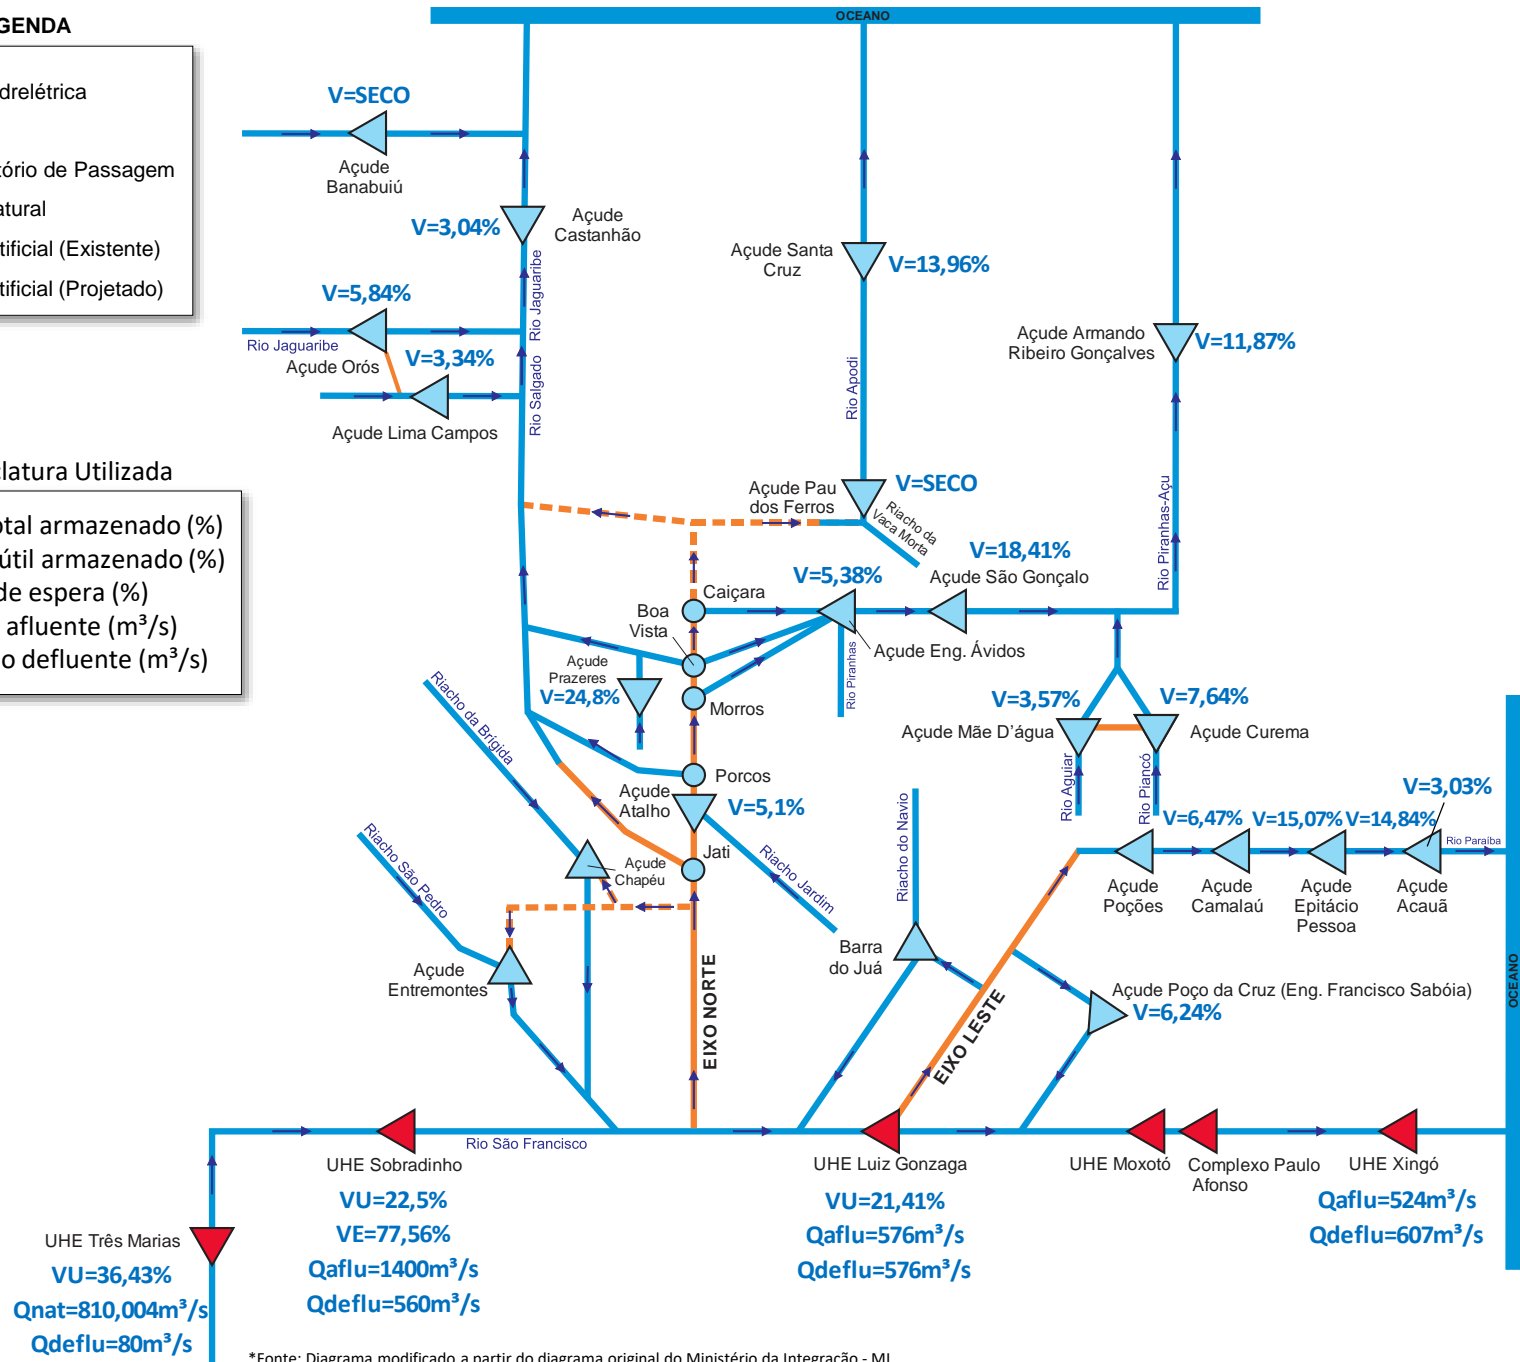 GENDA
drelétrica
tório de Passagem
atural
tificial (Existente)
tificial (Projetado)
clatura Utilizada
otal armazenado (%)
útil armazenado (%)
de espera (%)
afluente (m³/s)
o defluente (m³/s)
OCEANO
V=SECO
Açude
Banabuiú
V=3,04%
Açude
Castanhão
Rio Jaguaribe
V=5,84%
Rio Jaguaribe
Açude Orós
V=3,34%
Açude Lima Campos
Rio Salgado
Açude Santa
Cruz
V=13,96%
Rio Apodi
Açude Armando
Ribeiro Gonçalves
V=11,87%
Rio Piranhas-Açu
Açude Pau
dos Ferros
V=SECO
Riacho da
Vaca Morta
V=18,41%
Açude São Gonçalo
V=5,38%
Açude Eng. Ávidos
Rio Piranhas
Caiçara
Boa
Vista
Açude
Prazeres
V=24,8%
Morros
Porcos
Açude
Atalho
V=5,1%
Jati
Riacho Jardim
Riacho da Brígida
Açude
Chapéu
Riacho São Pedro
Açude
Entremontes
EIXO NORTE
V=3,57%
V=7,64%
Açude Mãe D'água
Açude Curema
Rio Aguiar
Rio Piancó
V=3,03%
V=6,47%
V=15,07%
V=14,84%
Rio Paraiba
Açude
Poções
Açude
Camalaú
Açude
Epitácio
Pessoa
Açude
Acauã
Riacho do Navio
Barra
do Juá
EIXO LESTE
Açude Poço da Cruz (Eng. Francisco Sabóia)
V=6,24%
OCEANO
Rio São Francisco
UHE Sobradinho
VU=22,5%
VE=77,56%
Qaflu=1400m³/s
Qdeflu=560m³/s
UHE Luiz Gonzaga
VU=21,41%
Qaflu=576m³/s
Qdeflu=576m³/s
UHE Moxotó
Complexo Paulo
Afonso
UHE Xingó
Qaflu=524m³/s
Qdeflu=607m³/s
UHE Três Marias
VU=36,43%
Qnat=810,004m³/s
Qdeflu=80m³/s
*Fonte: Diagrama modificado a partir do diagrama original do Ministério da Integração - MI